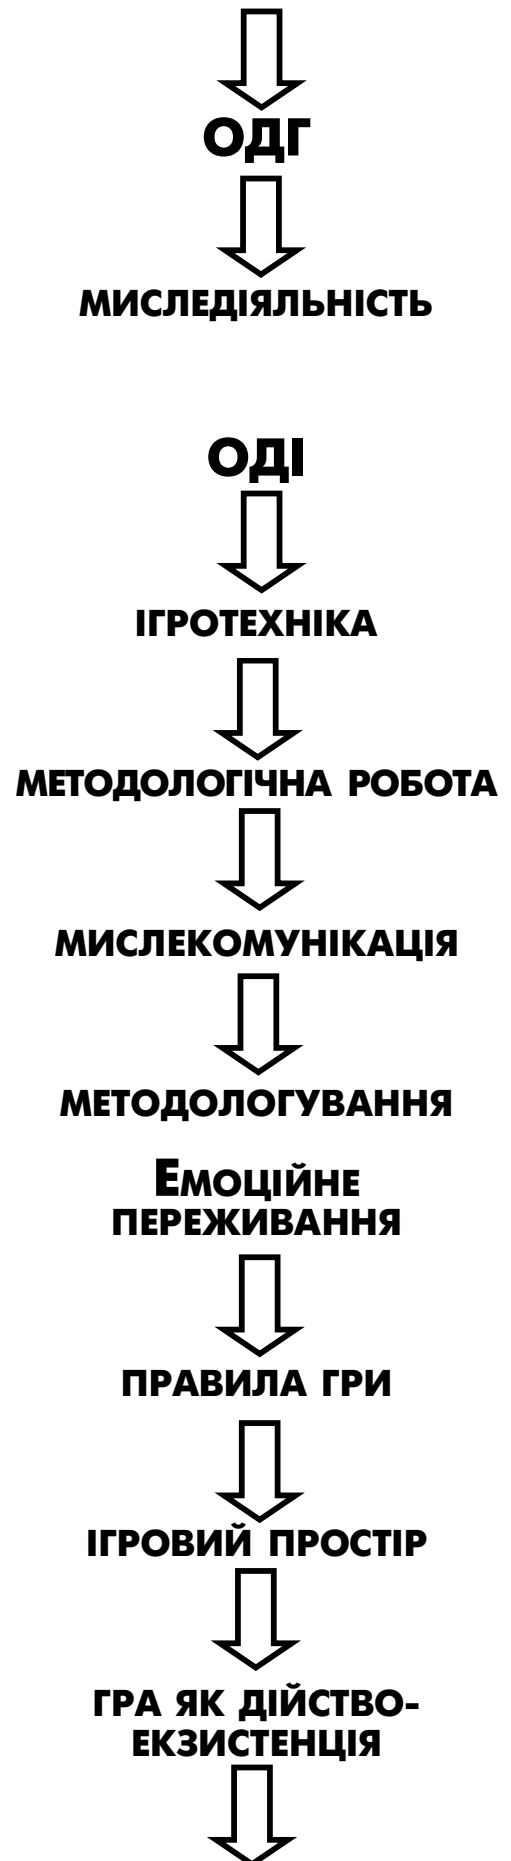 ОДГ
МИСЛЕДІЯЛЬНІСТЬ
ОДІ
ІГРОТЕХНІКА
МЕТОДОЛОГІЧНА РОБОТА
МИСЛЕКОМУНІКАЦІЯ
МЕТОДОЛОГУВАННЯ
ЕМОЦІЙНЕ
ПЕРЕЖИВАННЯ
ПРАВИЛА ГРИ
ІГРОВИЙ ПРОСТІР
ГРА ЯК ДІЙСТВО-
ЕКЗИСТЕНЦІЯ